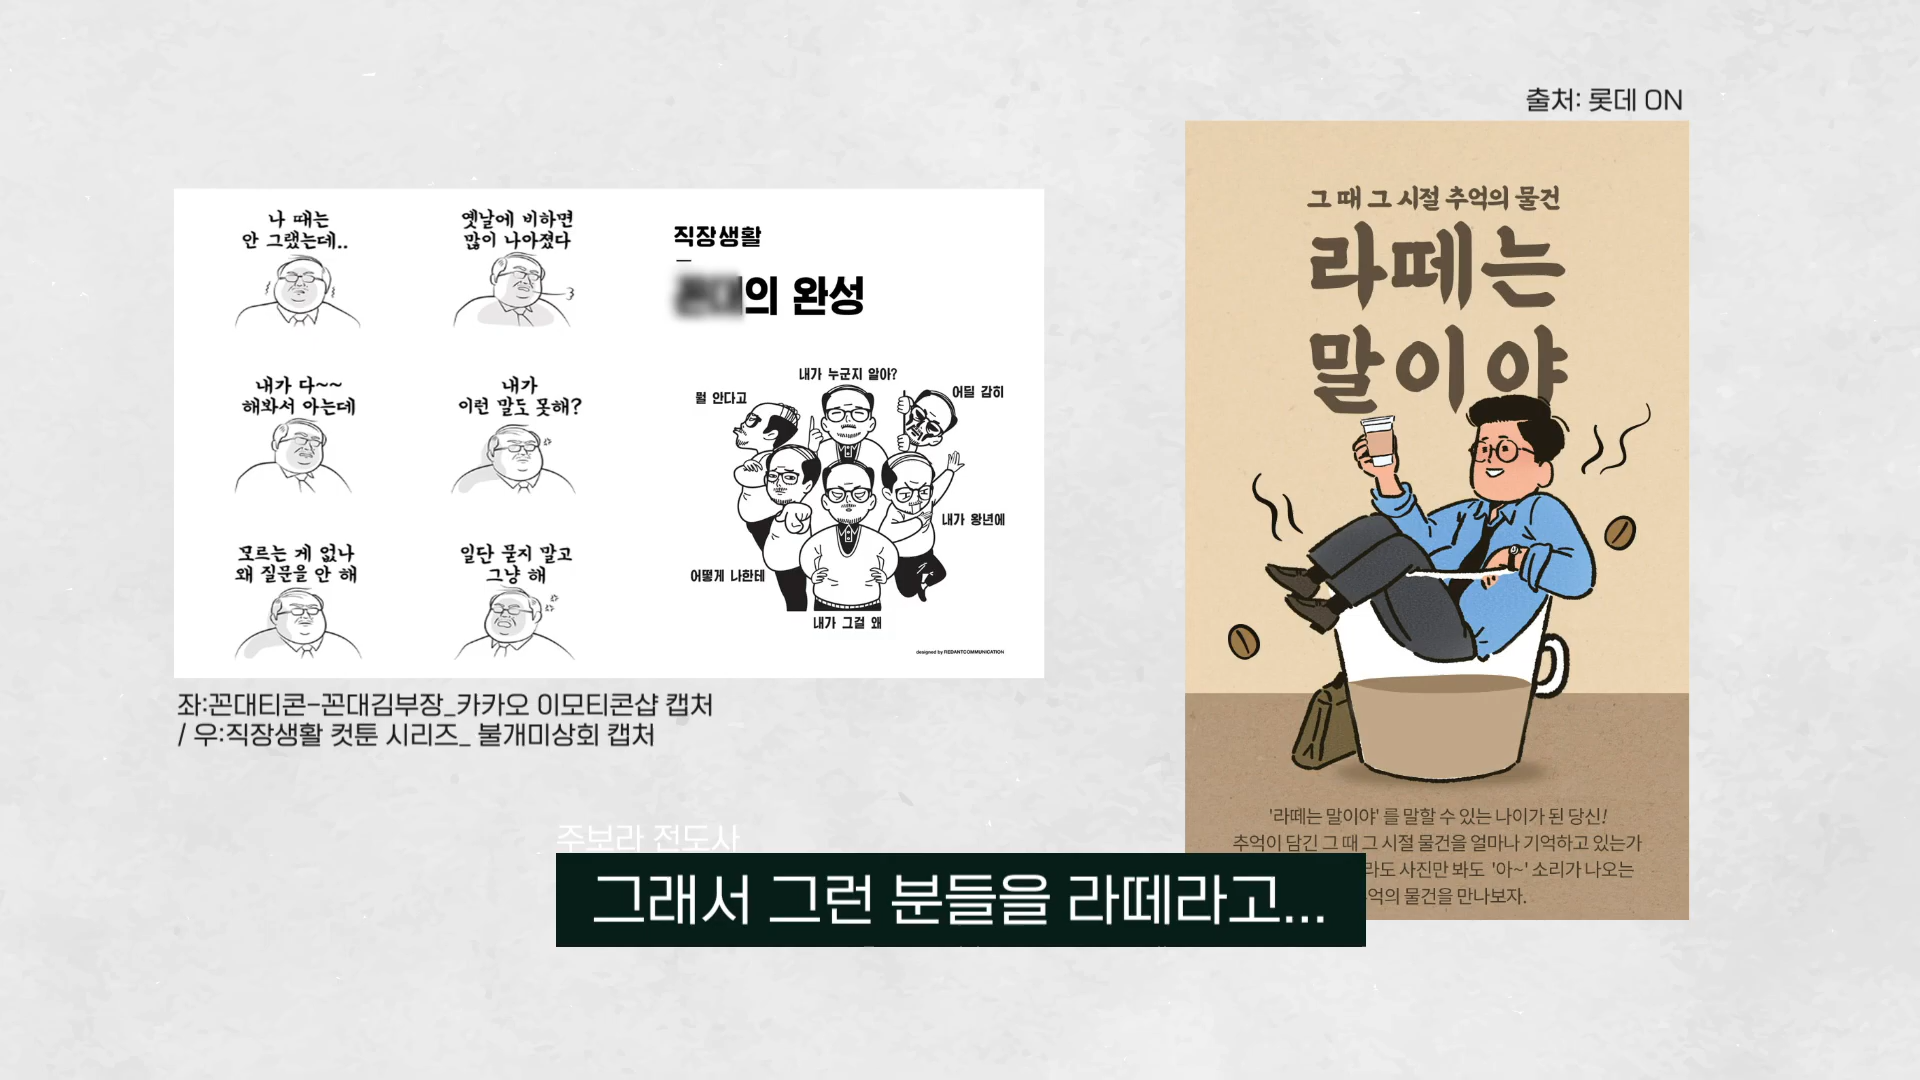 출처: 롯데 ON
나 때는
안 그랬는데..
옛날에 비하면
많이 나아졌다
내가 다~~
해봐서 아는데
내가
이런 말도 못해?
모르는 게 없나
왜 질문을 안 해
일단 묻지 말고
그냥 해
직장생활
의 완성
내가 누군지 알아?
뭘 안다고
어딜 감히
내가 왕년에
어떻게 나한테
내가 그걸 왜
designed by REDANTCOMMUNICATION
좌:꼰대티콘-꼰대김부장_카카오 이모티콘샵 캡처
/ 우:직장생활 컷툰 시리즈_ 불개미상회 캡처
그 때 그 시절 추억의 물건
라떼는
말이야
'라떼는 말이야' 를 말할 수 있는 나이가 된 당신!
추억이 담긴 그 때 그 시절 물건을 얼마나 기억하고 있는가
라도 사진만 봐도 '아~' 소리가 나오는
억의 물건을 만나보자.
주보라 전도사
그래서 그런 분들을 라떼라고...